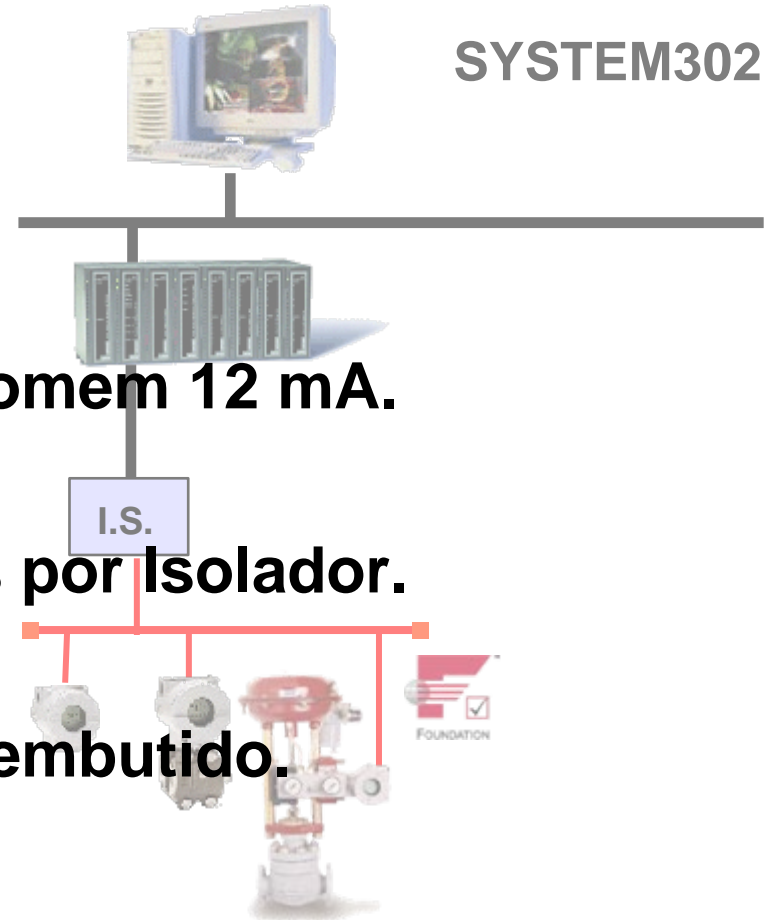 SYSTEM302
omem 12 mA.
I.S.
por Isolador.
FOUNDATION
embutido.